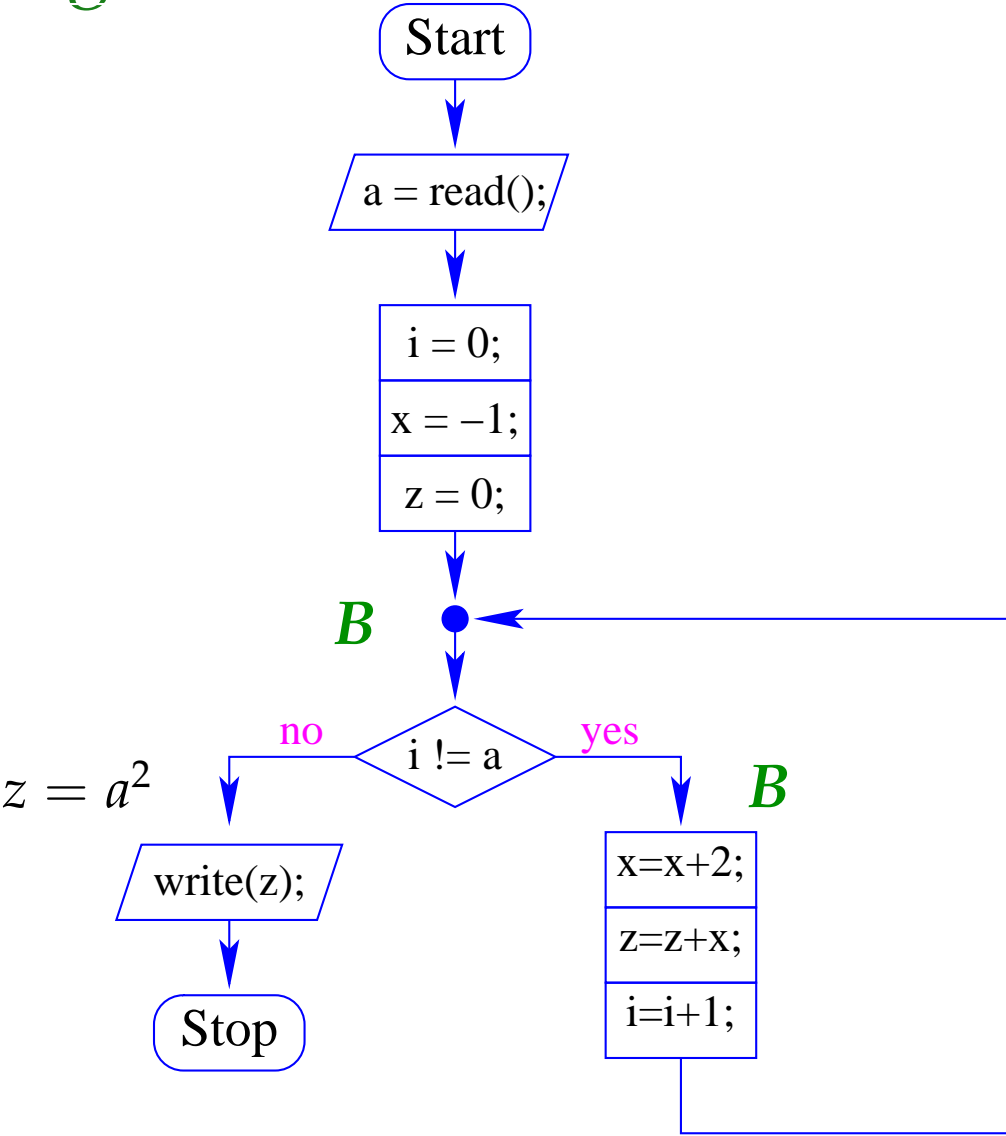 Start
a = read();
i = 0;
x = –1;
z = 0;
B
i != a
no
yes
z = a²
B
write(z);
x=x+2;
z=z+x;
i=i+1;
Stop